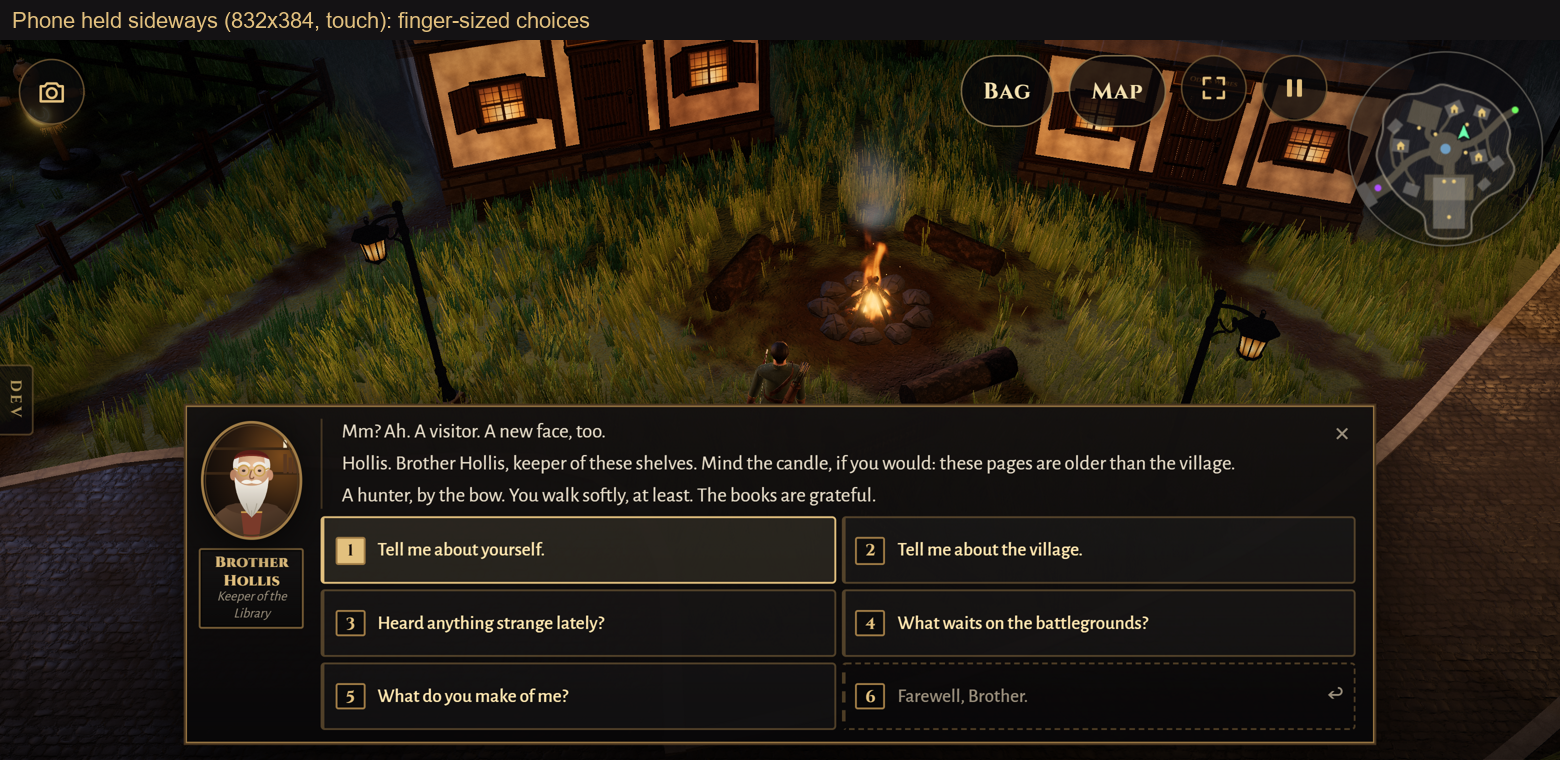 Phone held sideways (832x384, touch): finger-sized choices
BAG
MAP
DEV
Mm? Ah. A visitor. A new face, too.
Hollis. Brother Hollis, keeper of these shelves. Mind the candle, if you would: these pages are older than the village.
A hunter, by the bow. You walk softly, at least. The books are grateful.
BROTHER
HOLLIS
Keeper of the
Library
1 Tell me about yourself.
2 Tell me about the village.
3 Heard anything strange lately?
4 What waits on the battlegrounds?
5 What do you make of me?
6 Farewell, Brother.